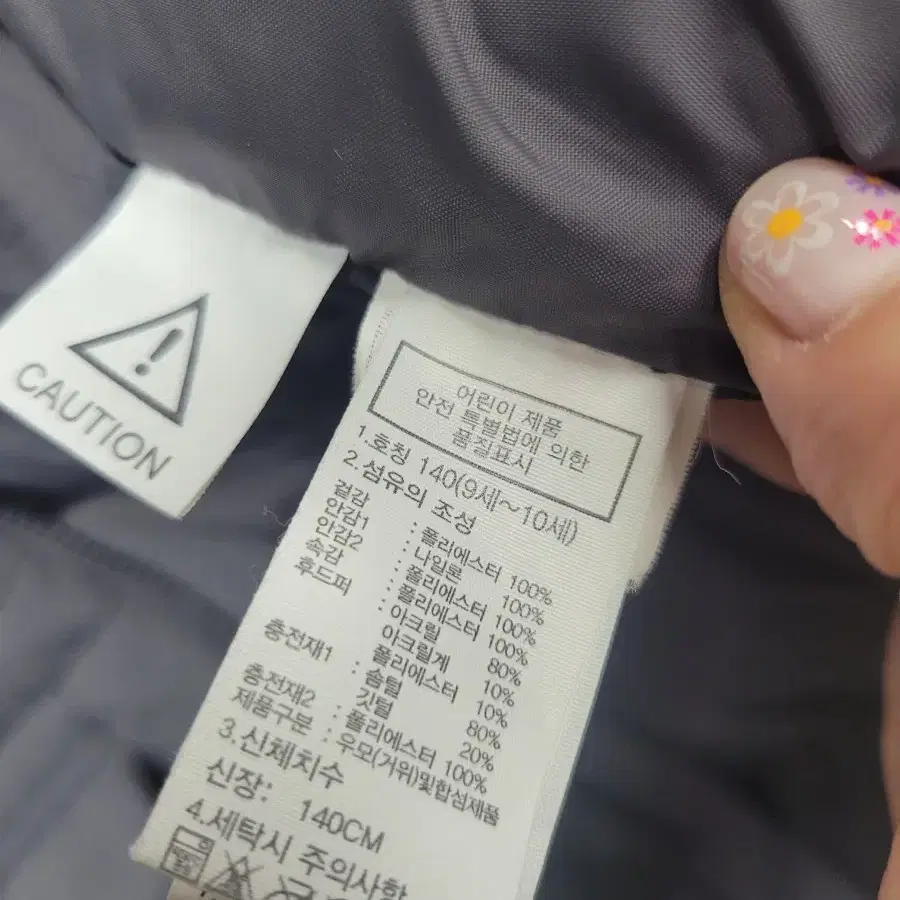 CAUTION
어린이 제품
안전 특별법에 의한
품질표시
1.호칭 140(9세~10세)
2.섬유의 조성
겉감 : 폴리에스터 100%
안감1 : 나일론 100%
안감2 : 폴리에스터 100%
속감 : 폴리에스터 100%
후드퍼 : 아크릴 80%
아크릴계 10%
폴리에스터 10%
충전재1 : 솜털 80%
깃털 20%
충전재2 : 폴리에스터 100%
제품구분 : 우모(거위)및합섬제품
3.신체치수
신장: 140CM
4.세탁시 주의사항